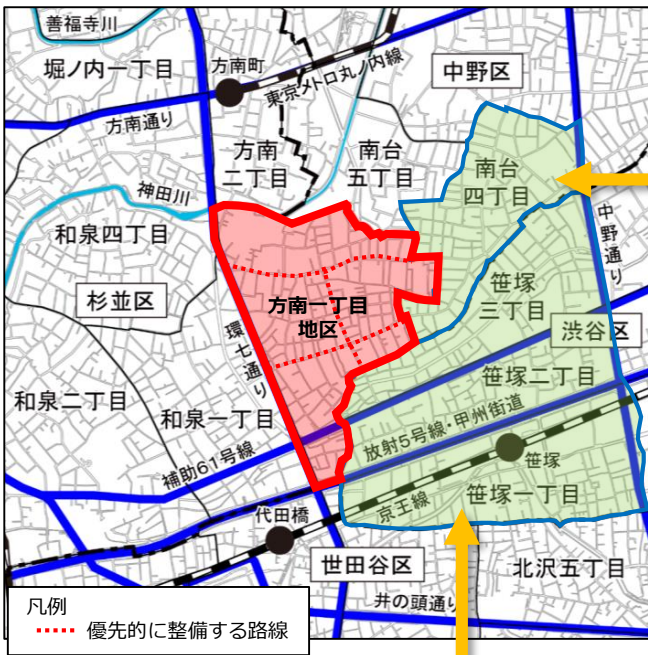 善福寺川
堀ノ内一丁目
方南町
東京メトロ丸ノ内線
中野区
方南通り
方南
二丁目
南台
五丁目
南台
四丁目
神田川
和泉四丁目
中野通り
杉並区
方南一丁目
地区
笹塚
三丁目
環七通り
渋谷区
和泉二丁目
和泉一丁目
笹塚二丁目
補助61号線
放射5号線・甲州街道
笹塚
京王線
笹塚一丁目
代田橋
世田谷区
北沢五丁目
井の頭通り
凡例
優先的に整備する路線